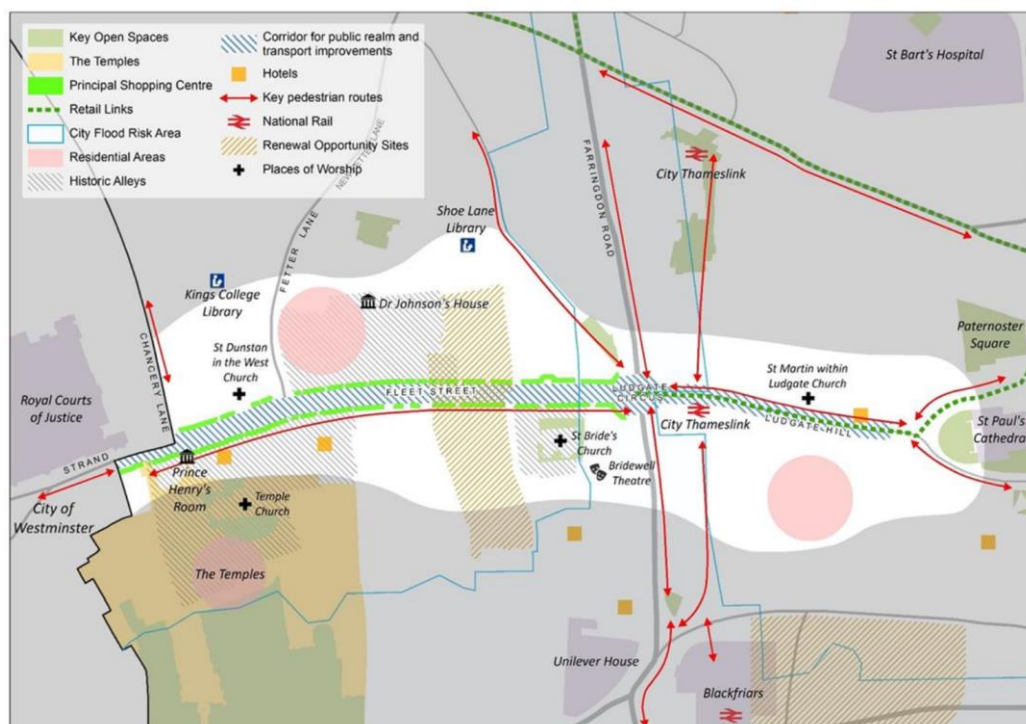 Key Open Spaces
The Temples
Principal Shopping Centre
Retail Links
City Flood Risk Area
Residential Areas
Historic Alleys
Corridor for public realm and
transport improvements
Hotels
Key pedestrian routes
National Rail
Renewal Opportunity Sites
Places of Worship
St Bart's Hospital
NEW FETTER LANE
FARRINGDON ROAD
City Thameslink
Shoe Lane
Library
FETTER LANE
Kings College
Library
Dr Johnson's House
CHANCERY LANE
St Dunstan
in the West
Church
Paternoster
Square
St Martin within
Ludgate Church
FLEET STREET
LUDGATE
CIRCUS
Royal Courts
of Justice
City Thameslink
LUDGATE HILL
St Paul's
Cathedral
STRAND
St Bride's
Church
Bridewell
Theatre
Prince
Henry's
Room
City of
Westminster
Temple
Church
The Temples
Unilever House
Blackfriars